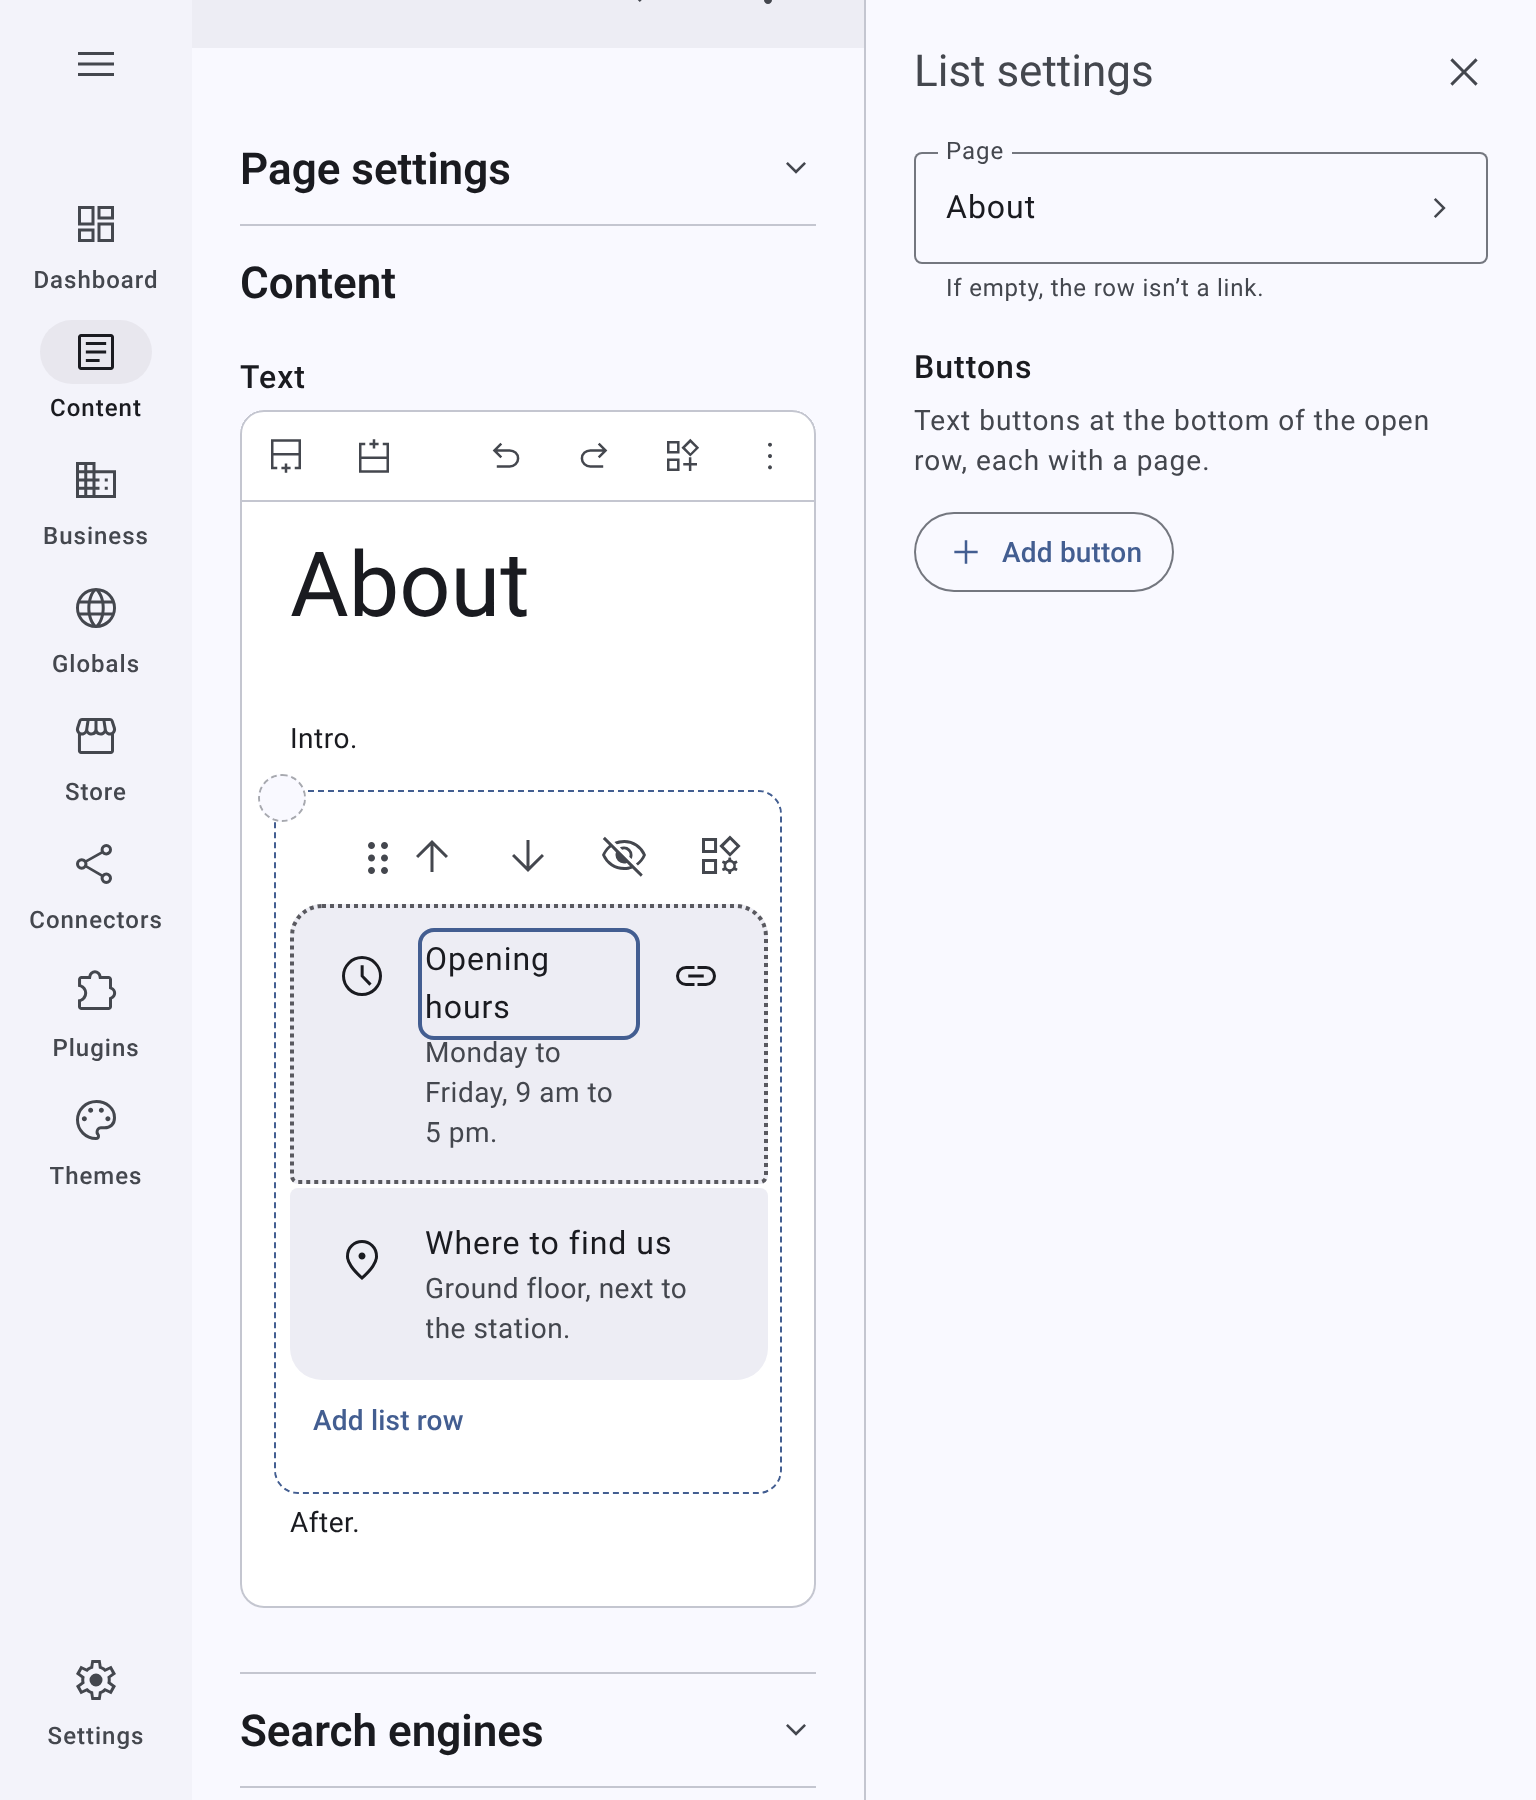 Dashboard
Content
Business
Globals
Store
Connectors
Plugins
Themes
Settings
Page settings
Content
Text
About
Intro.
Opening
hours
Monday to
Friday, 9 am to
5 pm.
Where to find us
Ground floor, next to
the station.
Add list row
After.
Search engines
List settings
Page
About
If empty, the row isn’t a link.
Buttons
Text buttons at the bottom of the open
row, each with a page.
Add button